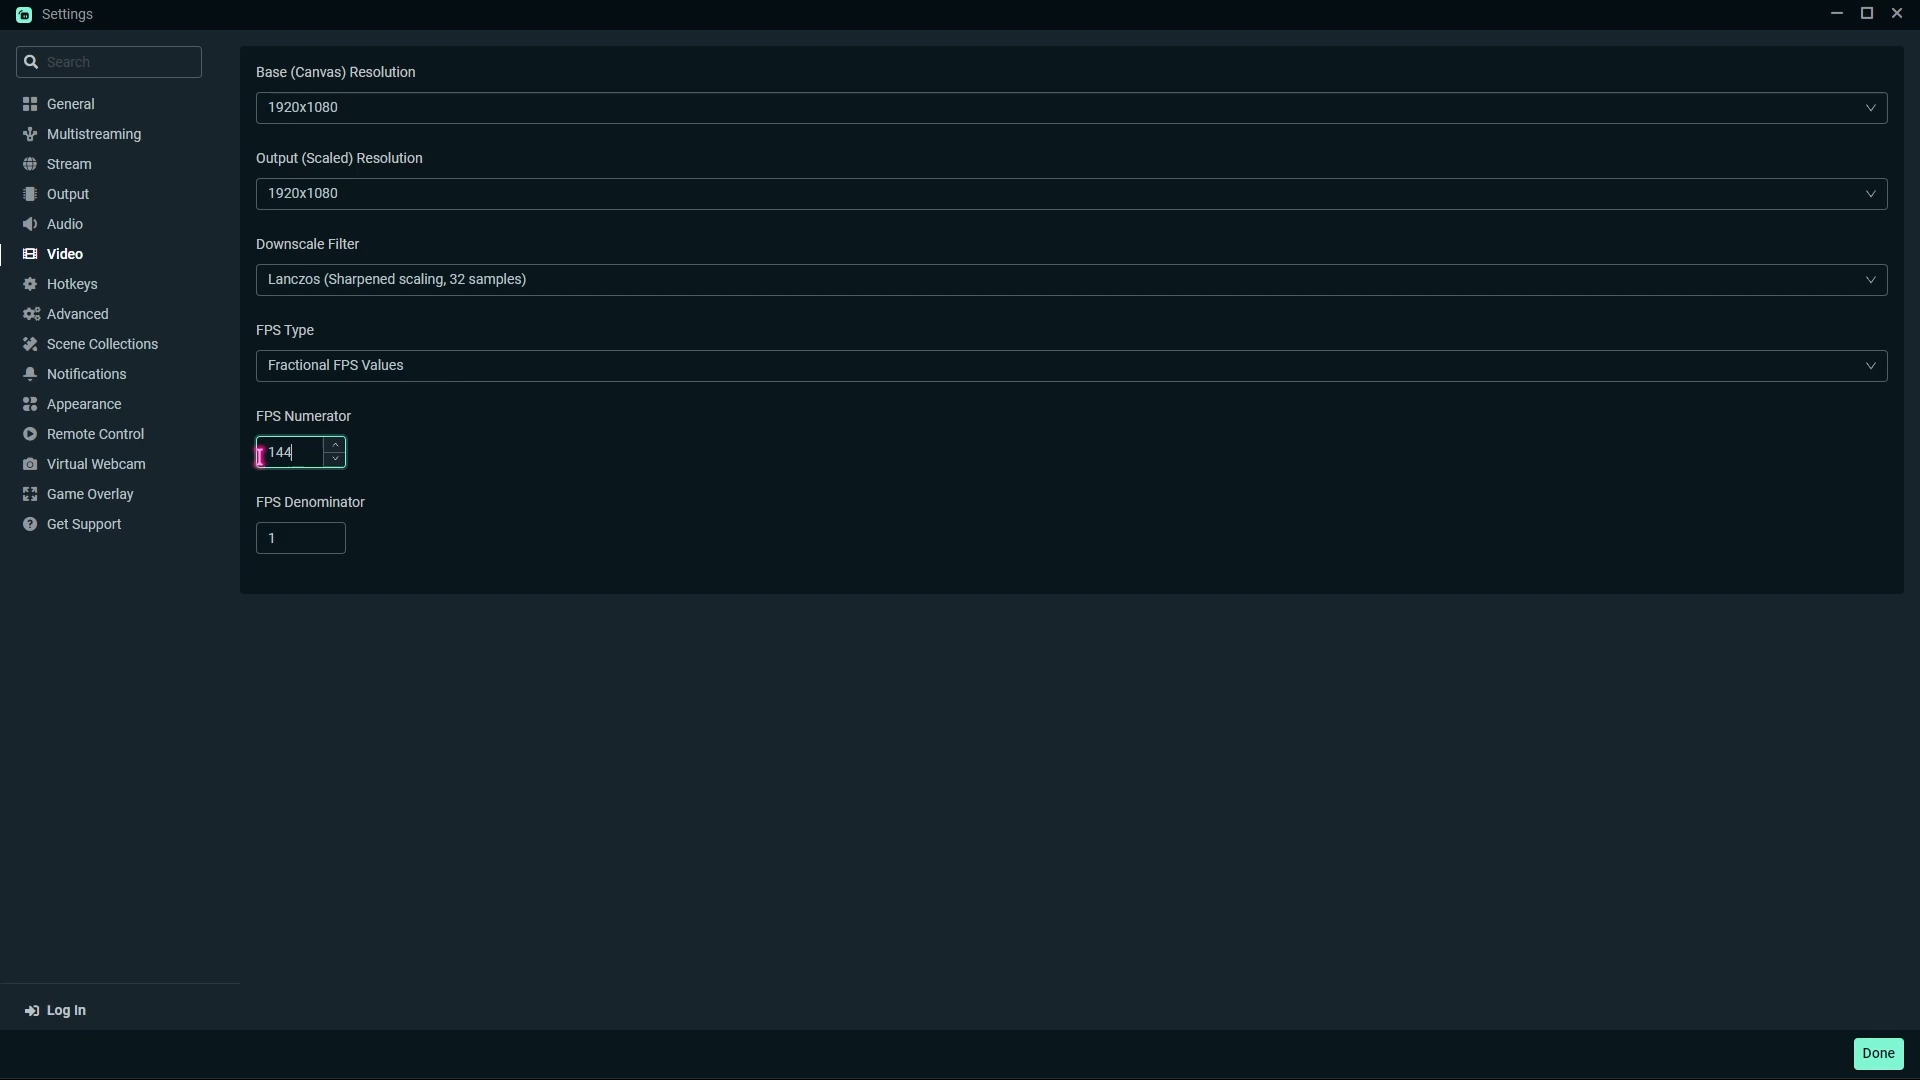 Settings
Search
General
Multistreaming
Stream
Output
Audio
Video
Hotkeys
Advanced
Scene Collections
Notifications
Appearance
Remote Control
Virtual Webcam
Game Overlay
Get Support
Log In
Base (Canvas) Resolution
1920x1080
Output (Scaled) Resolution
1920x1080
Downscale Filter
Lanczos (Sharpened scaling, 32 samples)
FPS Type
Fractional FPS Values
FPS Numerator
144
FPS Denominator
1
Done